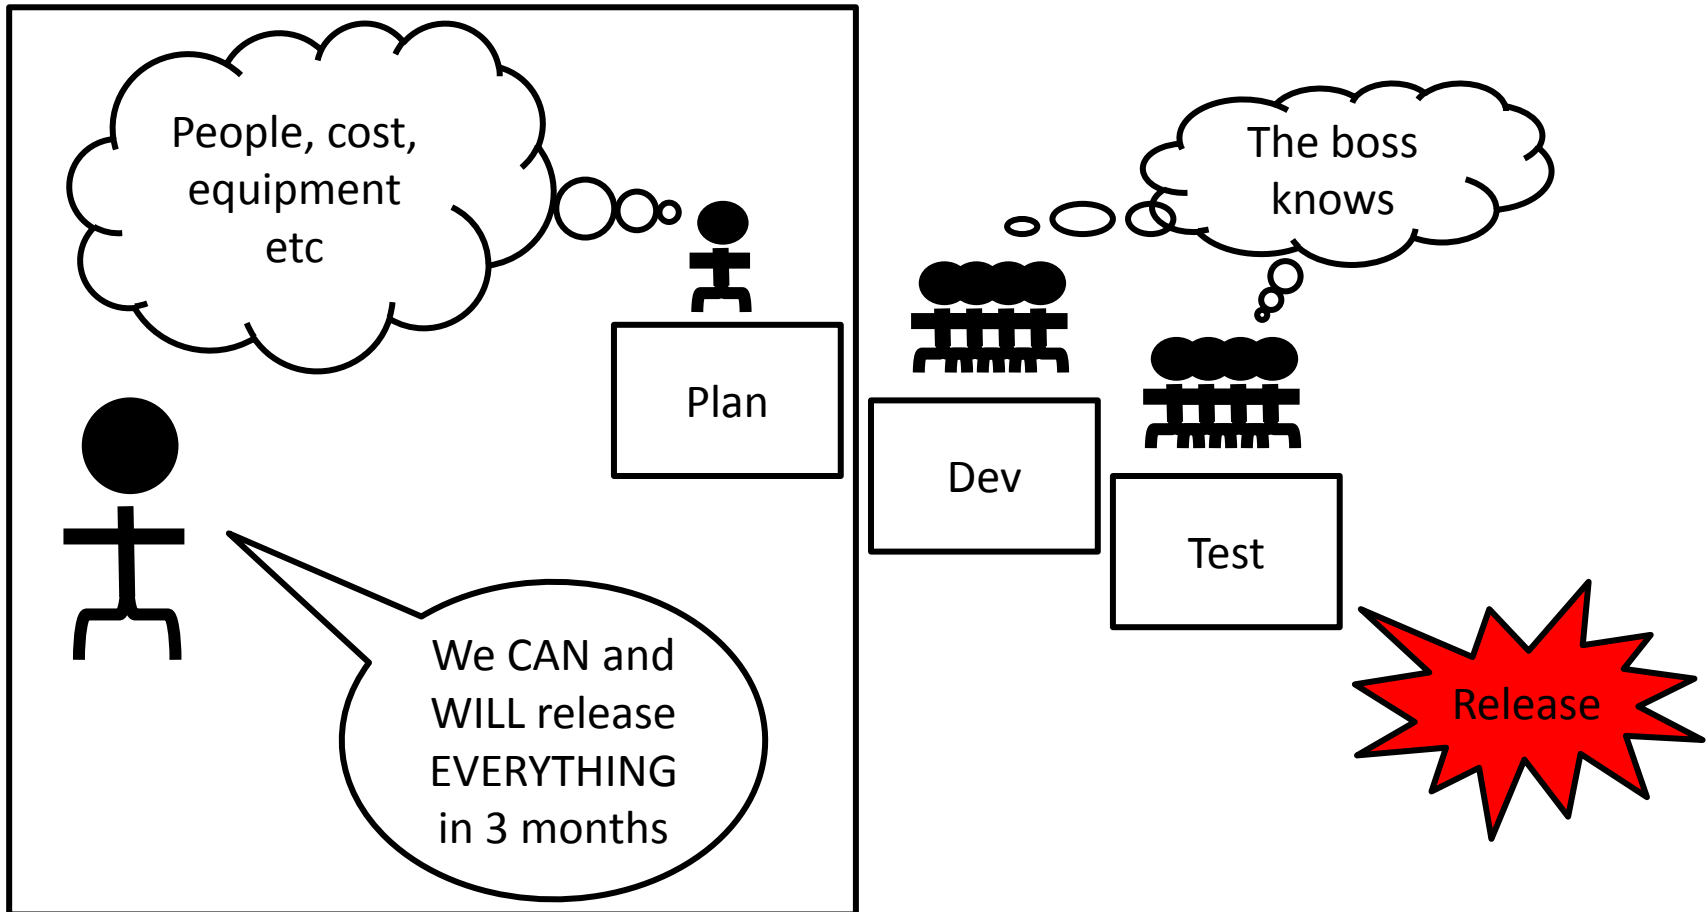 People, cost,
equipment
etc
The boss
knows
Plan
Dev
Test
We CAN and
WILL release
EVERYTHING
in 3 months
Release